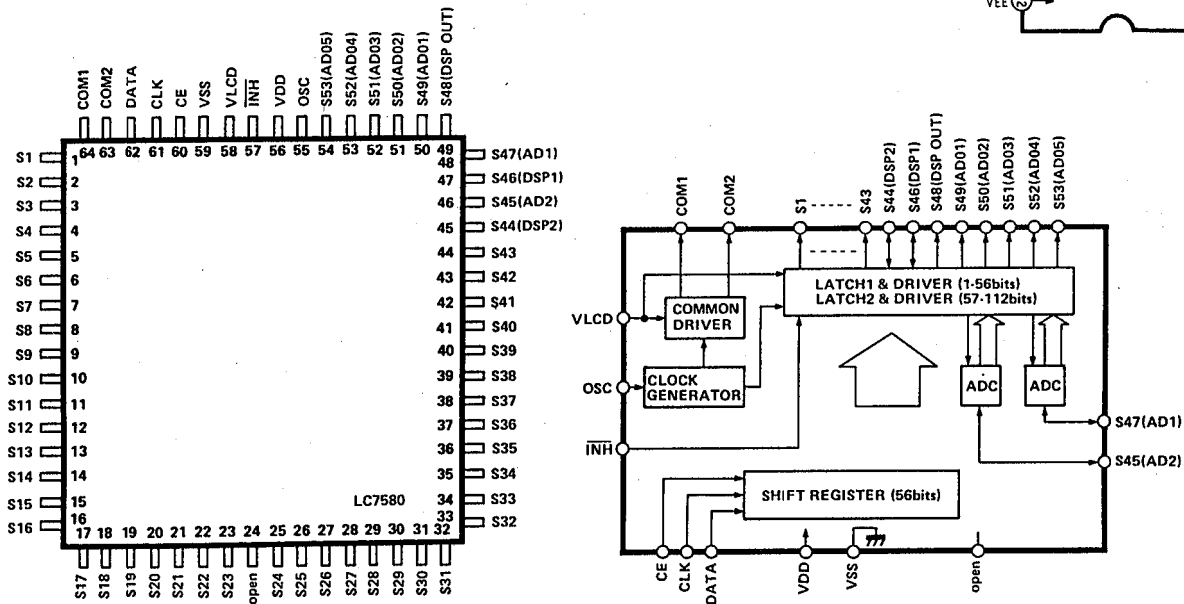 VEE 2
COM1
COM2
DATA
CLK
CE
VSS
VLCD
INH
VDD
OSC
S53(AD05)
S52(AD04)
S51(AD03)
S50(AD02)
S49(AD01)
S48(DSP OUT)
64 63 62 61 60 59 58 57 56 55 54 53 52 51 50 49
S1 1
S2 2
S3 3
S4 4
S5 5
S6 6
S7 7
S8 8
S9 9
S10 10
S11 11
S12 12
S13 13
S14 14
S15 15
S16 16
48 S47(AD1)
47 S46(DSP1)
46 S45(AD2)
45 S44(DSP2)
44 S43
43 S42
42 S41
41 S40
40 S39
39 S38
38 S37
37 S36
36 S35
35 S34
34 S33
33 S32
LC7580
17 18 19 20 21 22 23 24 25 26 27 28 29 30 31 32
S17
S18
S19
S20
S21
S22
S23
open
S24
S25
S26
S27
S28
S29
S30
S31
COM1
COM2
S1
S43
S44(DSP2)
S46(DSP1)
S48(DSP OUT)
S49(AD01)
S50(AD02)
S51(AD03)
S52(AD04)
S53(AD05)
LATCH1 & DRIVER (1-56bits)
LATCH2 & DRIVER (57-112bits)
VLCD
COMMON
DRIVER
OSC
CLOCK
GENERATOR
ADC
ADC
S47(AD1)
INH
S45(AD2)
SHIFT REGISTER (56bits)
CE
CLK
DATA
VDD
VSS
open